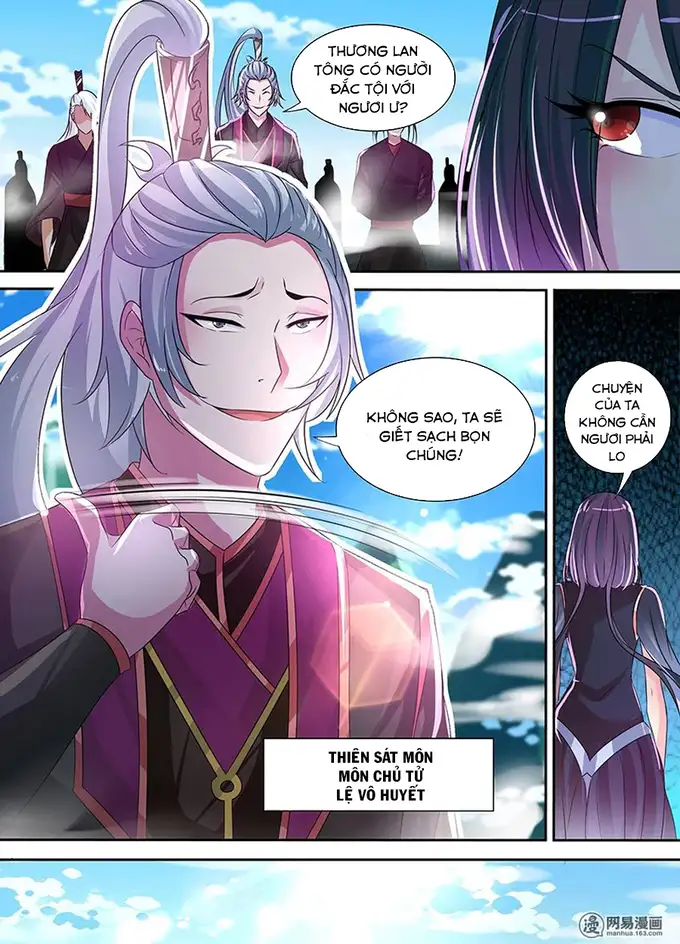 THƯƠNG LAN
TÔNG CÓ NGƯỜI
ĐẮC TỘI VỚI
NGƯƠI Ư?
KHÔNG SAO, TA SẼ
GIẾT SẠCH BỌN
CHÚNG!
CHUYỆN
CỦA TA
KHÔNG CẦN
NGƯƠI PHẢI
LO
THIÊN SÁT MÔN
MÔN CHỦ TỬ
LỆ VÔ HUYẾT
漫 网易漫画
manhua.163.com